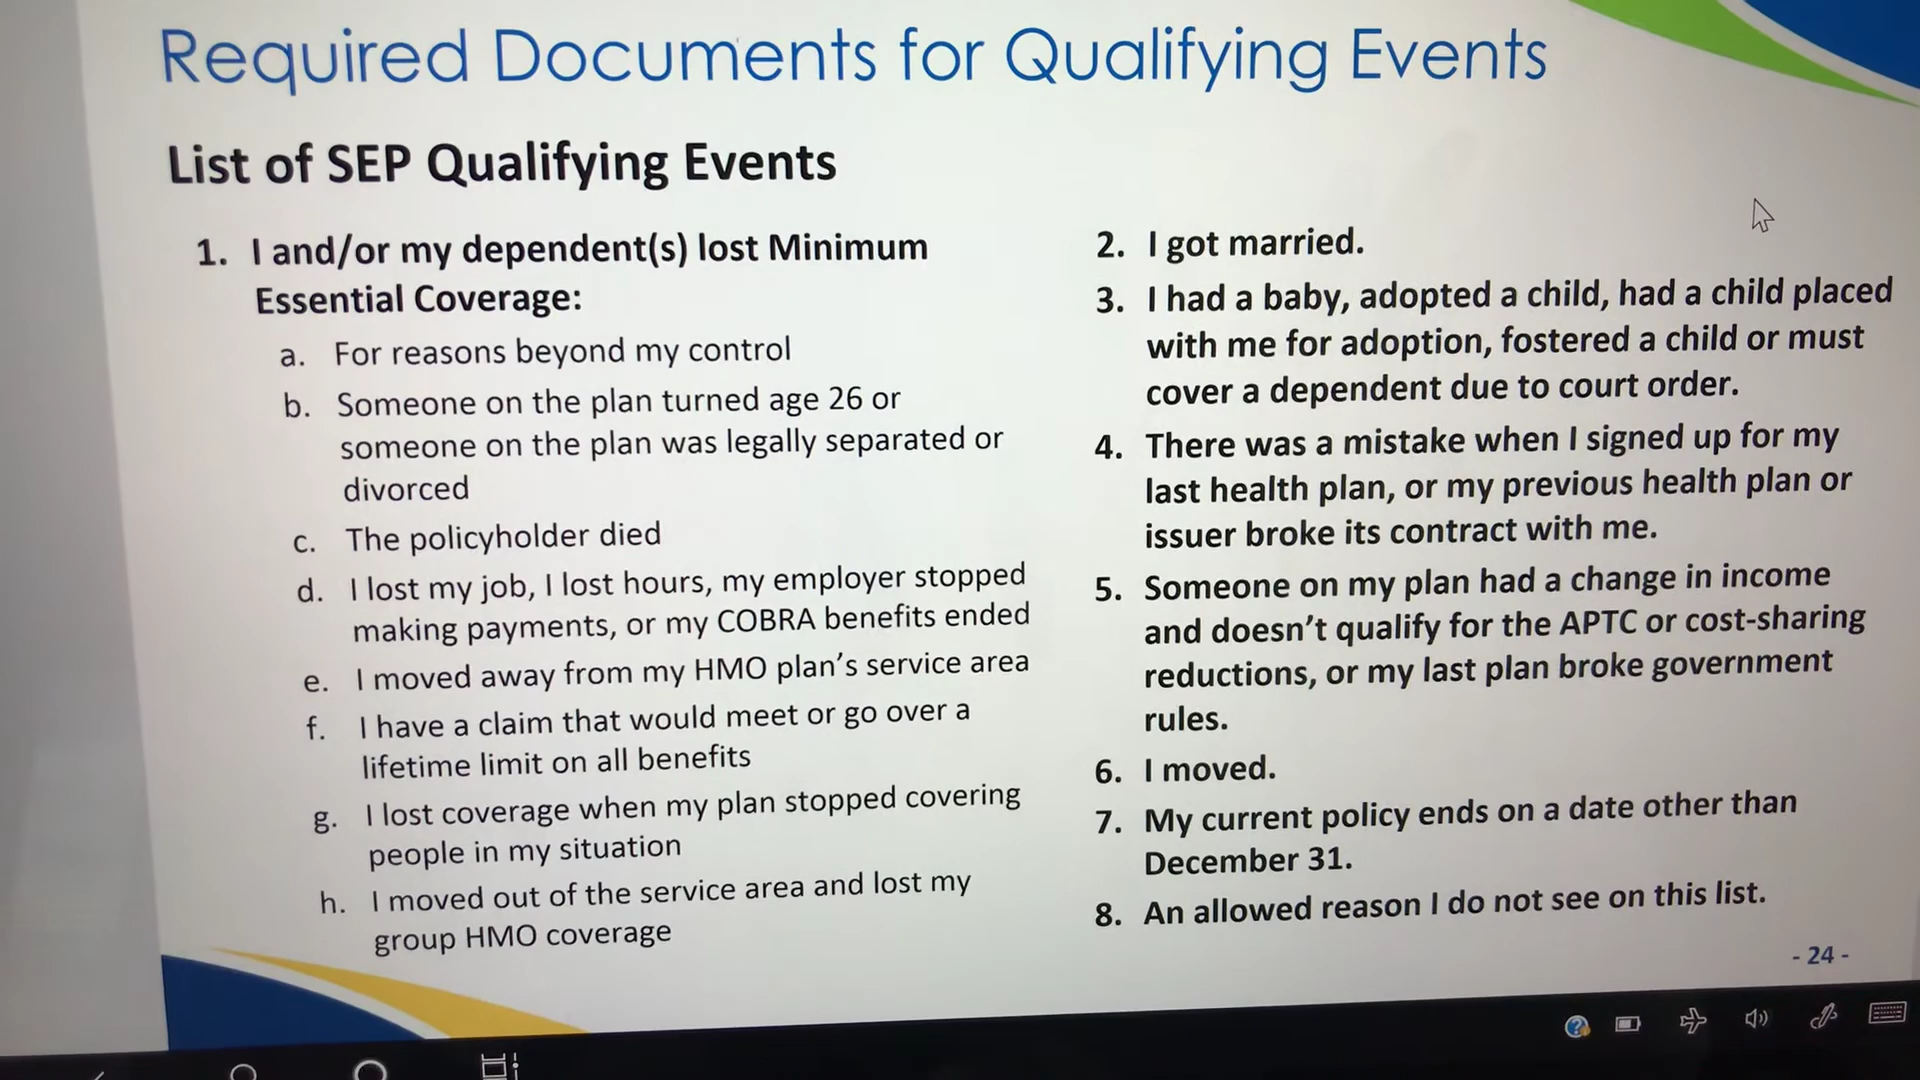 Required Documents for Qualifying Events
List of SEP Qualifying Events
1. I and/or my dependent(s) lost Minimum
Essential Coverage:
a. For reasons beyond my control
b. Someone on the plan turned age 26 or
someone on the plan was legally separated or
divorced
c. The policyholder died
d. I lost my job, I lost hours, my employer stopped
making payments, or my COBRA benefits ended
e. I moved away from my HMO plan’s service area
f. I have a claim that would meet or go over a
lifetime limit on all benefits
g. I lost coverage when my plan stopped covering
people in my situation
h. I moved out of the service area and lost my
group HMO coverage
2. I got married.
3. I had a baby, adopted a child, had a child placed
with me for adoption, fostered a child or must
cover a dependent due to court order.
4. There was a mistake when I signed up for my
last health plan, or my previous health plan or
issuer broke its contract with me.
5. Someone on my plan had a change in income
and doesn’t qualify for the APTC or cost-sharing
reductions, or my last plan broke government
rules.
6. I moved.
7. My current policy ends on a date other than
December 31.
8. An allowed reason I do not see on this list.
- 24 -